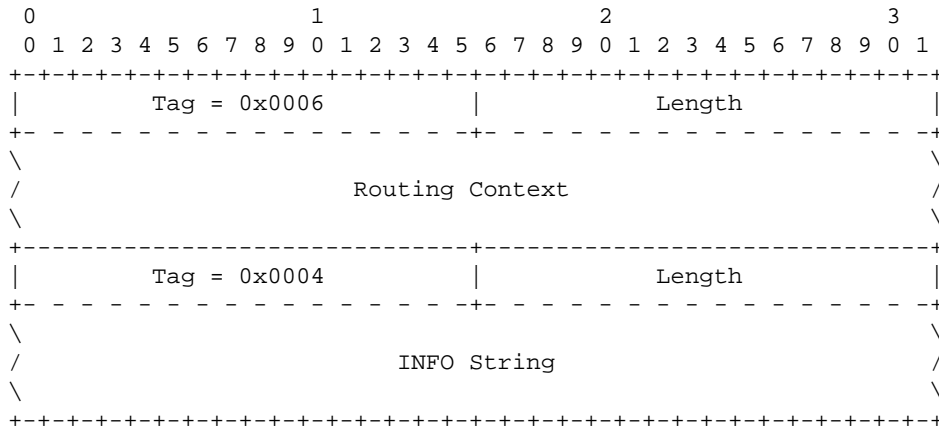 0                   1                   2                   3
 0 1 2 3 4 5 6 7 8 9 0 1 2 3 4 5 6 7 8 9 0 1 2 3 4 5 6 7 8 9 0 1
+-+-+-+-+-+-+-+-+-+-+-+-+-+-+-+-+-+-+-+-+-+-+-+-+-+-+-+-+-+-+-+-+
|         Tag = 0x0006          |            Length             |
+- - - - - - - - - - - - - - - -+- - - - - - - - - - - - - - - -+
\                                                               \
/                       Routing Context                         /
\                                                               \
+-------------------------------+-------------------------------+
|         Tag = 0x0004          |            Length             |
+- - - - - - - - - - - - - - - -+- - - - - - - - - - - - - - - -+
\                                                               \
/                          INFO String                          /
\                                                               \
+-+-+-+-+-+-+-+-+-+-+-+-+-+-+-+-+-+-+-+-+-+-+-+-+-+-+-+-+-+-+-+-+